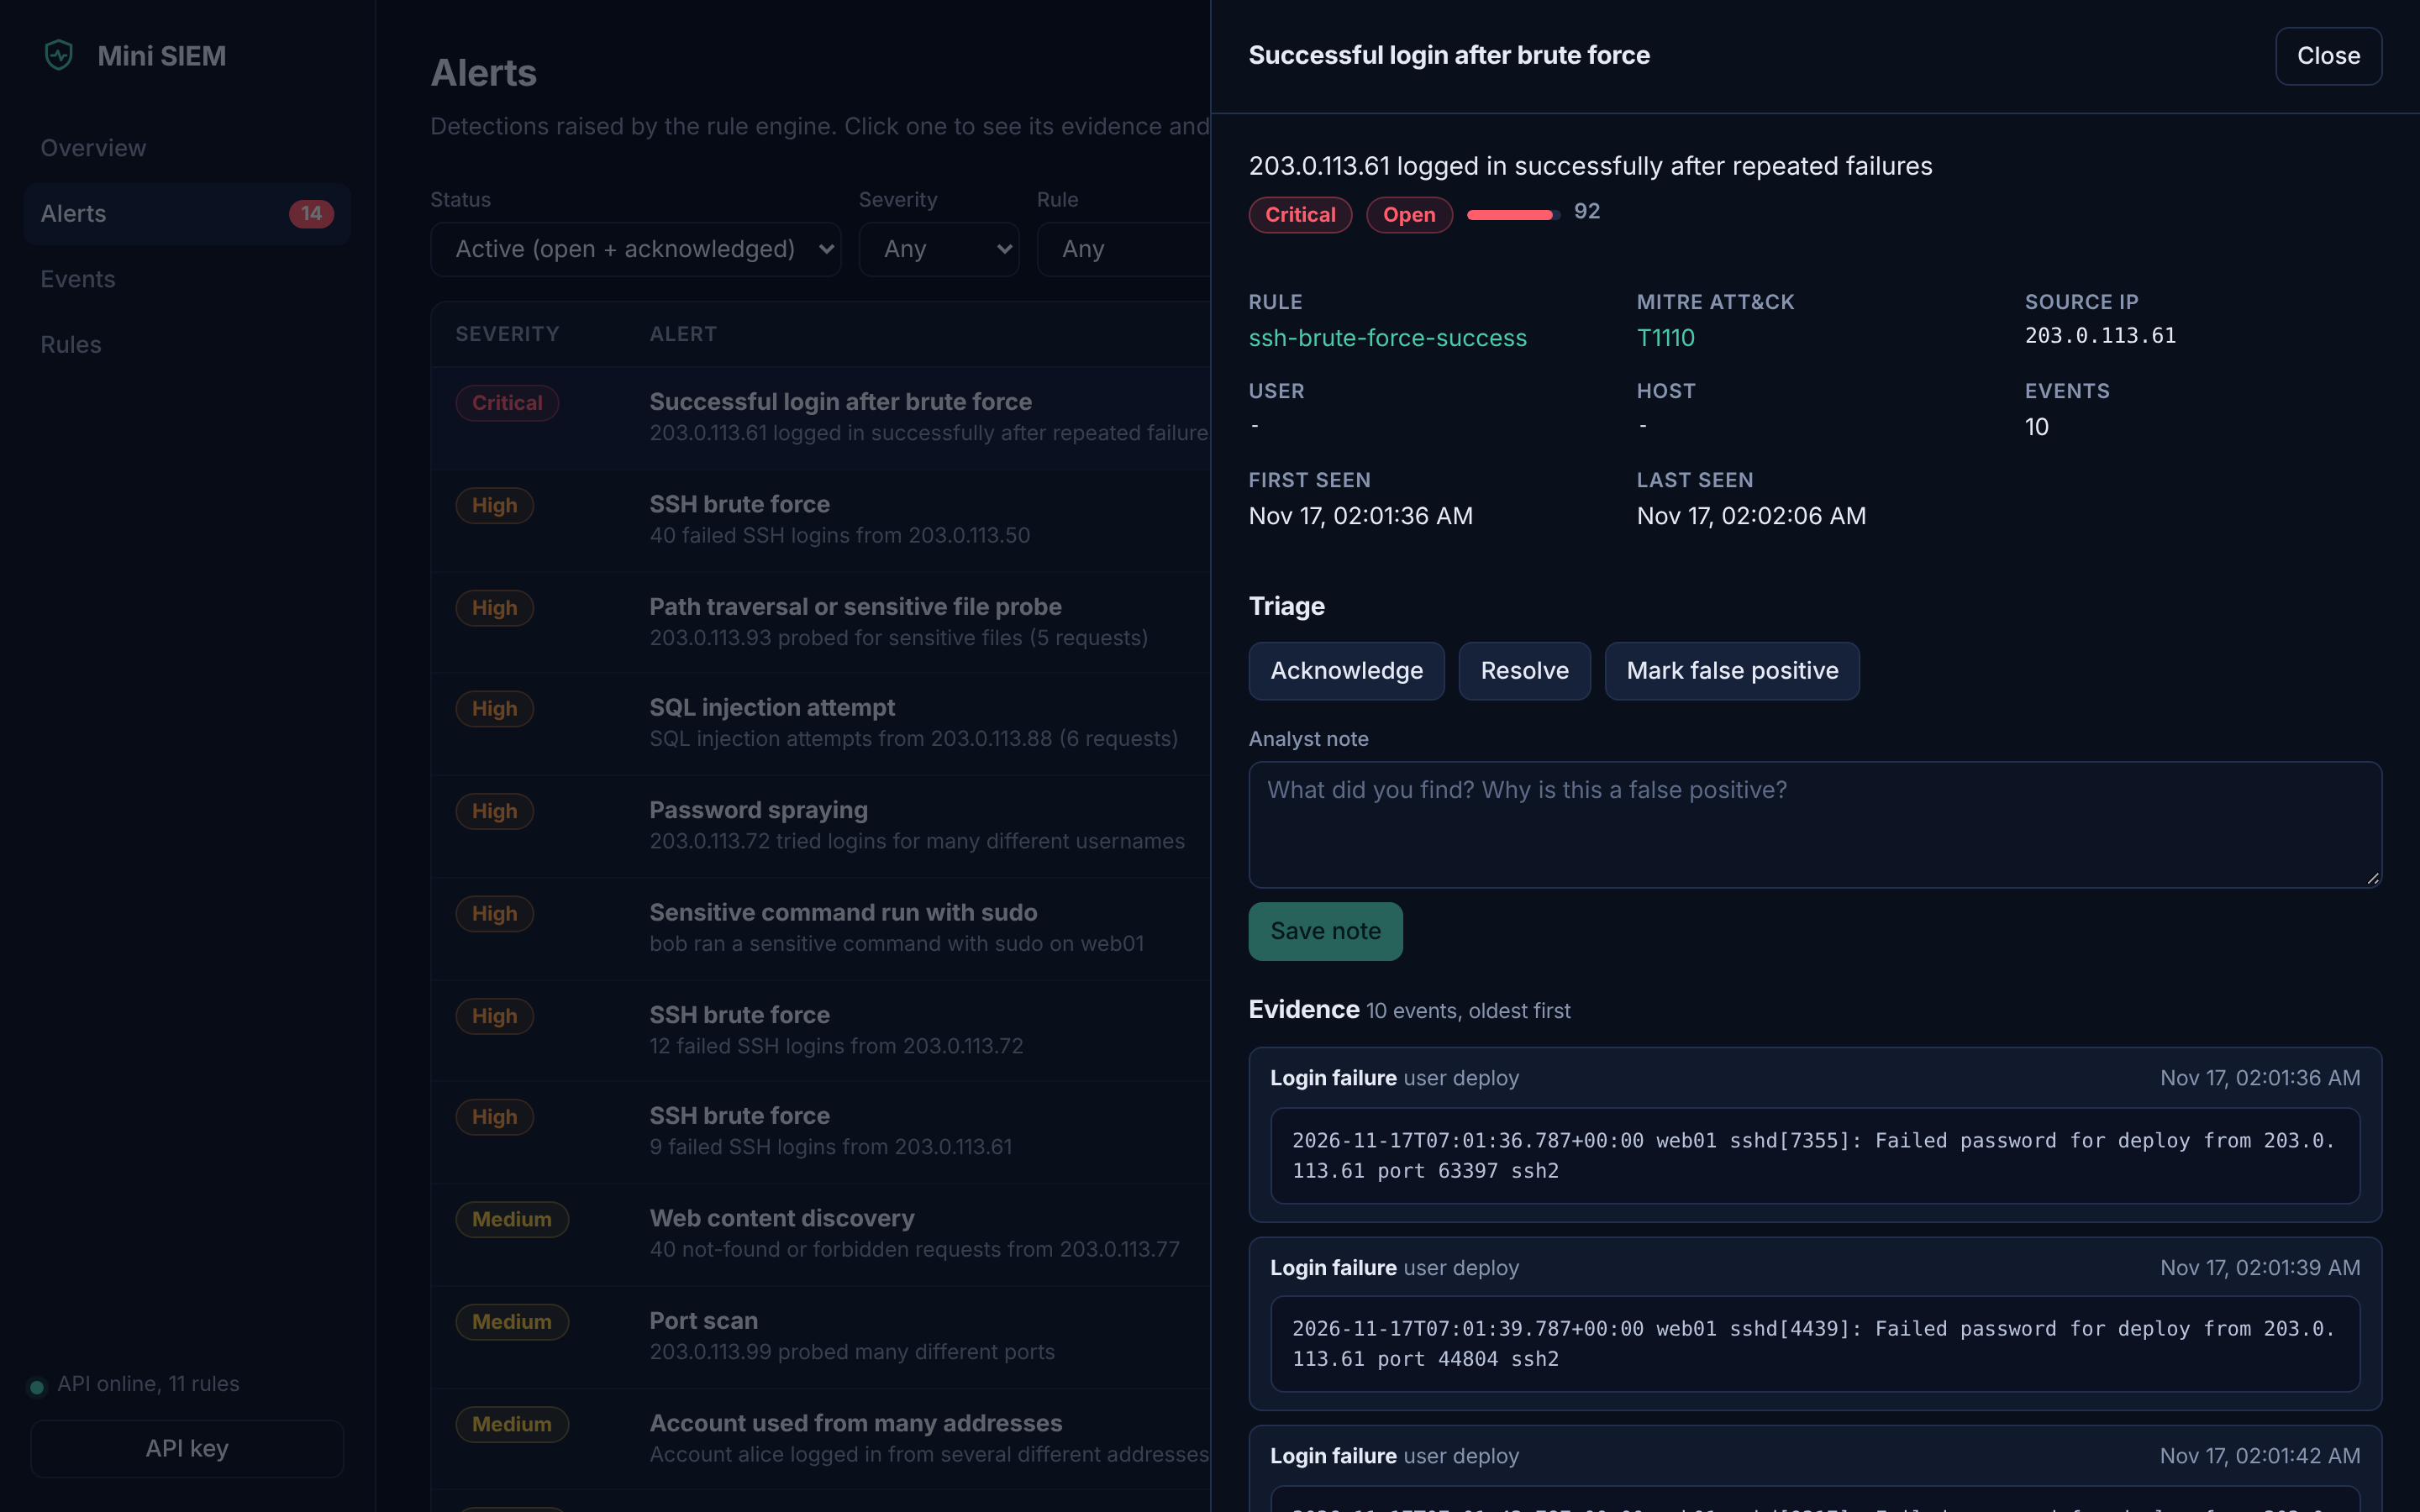 Mini SIEM
Overview
Alerts 14
Events
Rules
API online, 11 rules
API key
Alerts
Detections raised by the rule engine. Click one to see its evidence and
Status Severity Rule
Active (open + acknowledged) Any Any
SEVERITY ALERT
Critical Successful login after brute force
203.0.113.61 logged in successfully after repeated failure
High SSH brute force
40 failed SSH logins from 203.0.113.50
High Path traversal or sensitive file probe
203.0.113.93 probed for sensitive files (5 requests)
High SQL injection attempt
SQL injection attempts from 203.0.113.88 (6 requests)
High Password spraying
203.0.113.72 tried logins for many different usernames
High Sensitive command run with sudo
bob ran a sensitive command with sudo on web01
High SSH brute force
12 failed SSH logins from 203.0.113.72
High SSH brute force
9 failed SSH logins from 203.0.113.61
Medium Web content discovery
40 not-found or forbidden requests from 203.0.113.77
Medium Port scan
203.0.113.99 probed many different ports
Medium Account used from many addresses
Account alice logged in from several different addresses
Successful login after brute force Close
203.0.113.61 logged in successfully after repeated failures
Critical Open 92
RULE MITRE ATT&CK SOURCE IP
ssh-brute-force-success T1110 203.0.113.61
USER HOST EVENTS
- - 10
FIRST SEEN LAST SEEN
Nov 17, 02:01:36 AM Nov 17, 02:02:06 AM
Triage
Acknowledge Resolve Mark false positive
Analyst note
What did you find? Why is this a false positive?
Save note
Evidence 10 events, oldest first
Login failure user deploy Nov 17, 02:01:36 AM
2026-11-17T07:01:36.787+00:00 web01 sshd[7355]: Failed password for deploy from 203.0.
113.61 port 63397 ssh2
Login failure user deploy Nov 17, 02:01:39 AM
2026-11-17T07:01:39.787+00:00 web01 sshd[4439]: Failed password for deploy from 203.0.
113.61 port 44804 ssh2
Login failure user deploy Nov 17, 02:01:42 AM